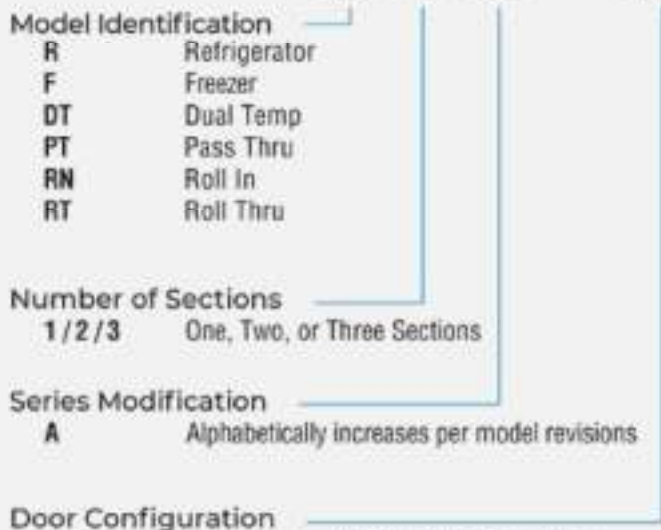 Model Identification
R Refrigerator
F Freezer
DT Dual Temp
PT Pass Thru
RN Roll In
RT Roll Thru
Number of Sections
1 / 2 / 3 One, Two, or Three Sections
Series Modification
A Alphabetically increases per model revisions
Door Configuration